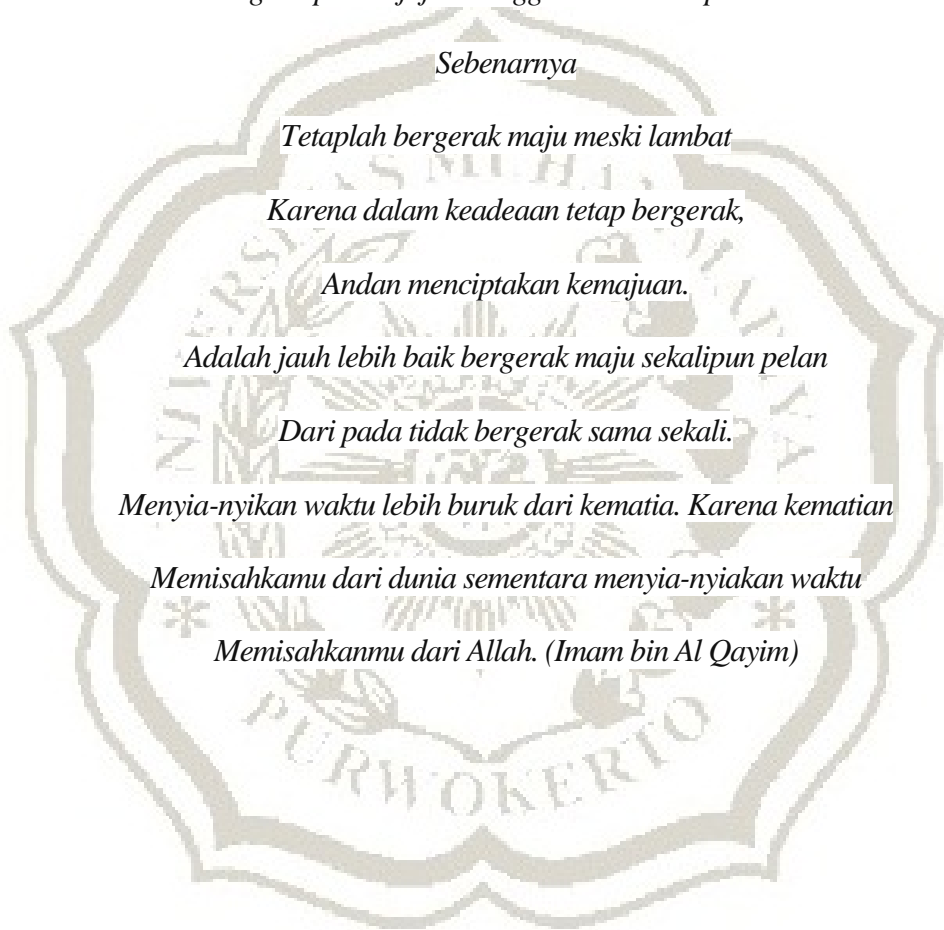 Sebenarnya
Tetaplah bergerak maju meski lambat
Karena dalam keadeaan tetap bergerak,
Andan menciptakan kemajuan.
Adalah jauh lebih baik bergerak maju sekalipun pelan
Dari pada tidak bergerak sama sekali.
Menyia-nyikan waktu lebih buruk dari kematia. Karena kematian
Memisahkamu dari dunia sementara menyia-nyiakan waktu
Memisahkanmu dari Allah. (Imam bin Al Qayim)
PURWOKERTO